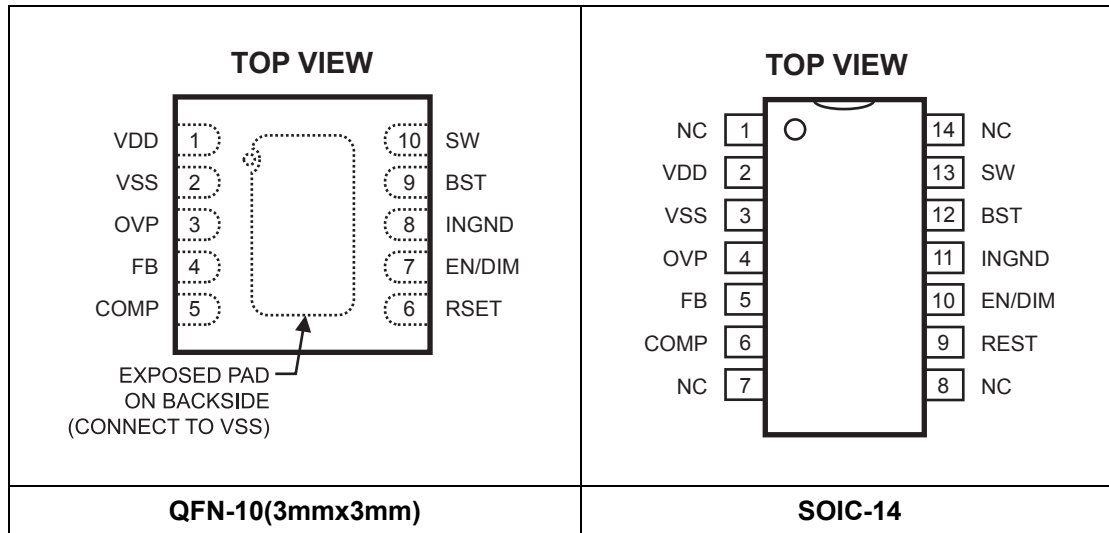 TOP VIEW
VDD 1 10 SW
VSS 2 9 BST
OVP 3 8 INGND
FB 4 7 EN/DIM
COMP 5 6 RSET
EXPOSED PAD
ON BACKSIDE
(CONNECT TO VSS)
QFN-10(3mmx3mm)
TOP VIEW
NC 1 14 NC
VDD 2 13 SW
VSS 3 12 BST
OVP 4 11 INGND
FB 5 10 EN/DIM
COMP 6 9 REST
NC 7 8 NC
SOIC-14